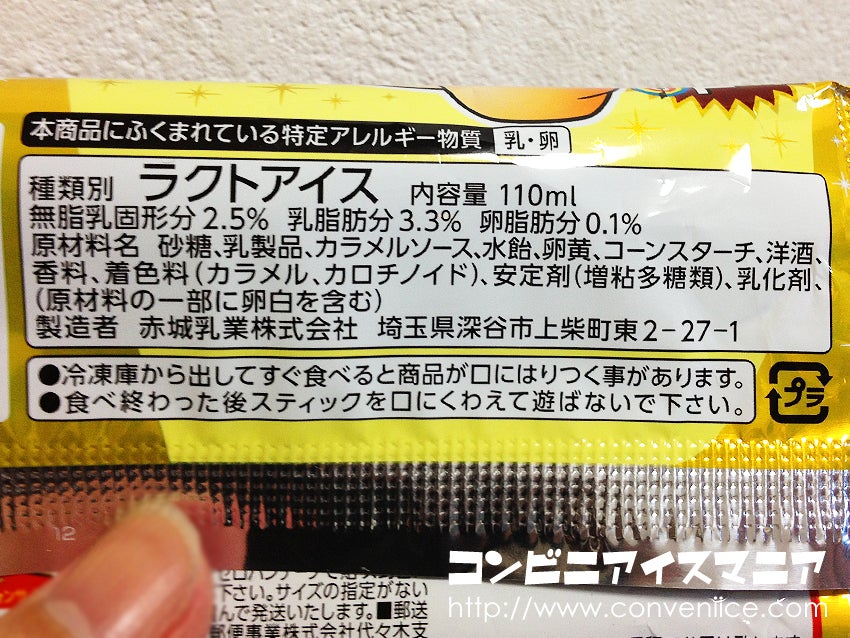 本商品にふくまれている特定アレルギー物質 乳・卵
種類別 ラクトアイス 内容量 110ml
無脂乳固形分2.5% 乳脂肪分3.3% 卵脂肪分0.1%
原材料名 砂糖、乳製品、カラメルソース、水飴、卵黄、コーンスターチ、洋酒、
香料、着色料(カラメル、カロチノイド)、安定剤(増粘多糖類)、乳化剤、
(原材料の一部に卵白を含む)
製造者 赤城乳業株式会社 埼玉県深谷市上柴町東2-27-1
●冷凍庫から出してすぐ食べると商品が口にはりつく事があります。
●食べ終わった後スティックを口にくわえて遊ばないで下さい。
プラ
12
コンビニアイスマニア
http://www.conveniice.com/
下さい。サイズの指定がない
んで発送いたします。■郵送
郵便事業株式会社代々木支